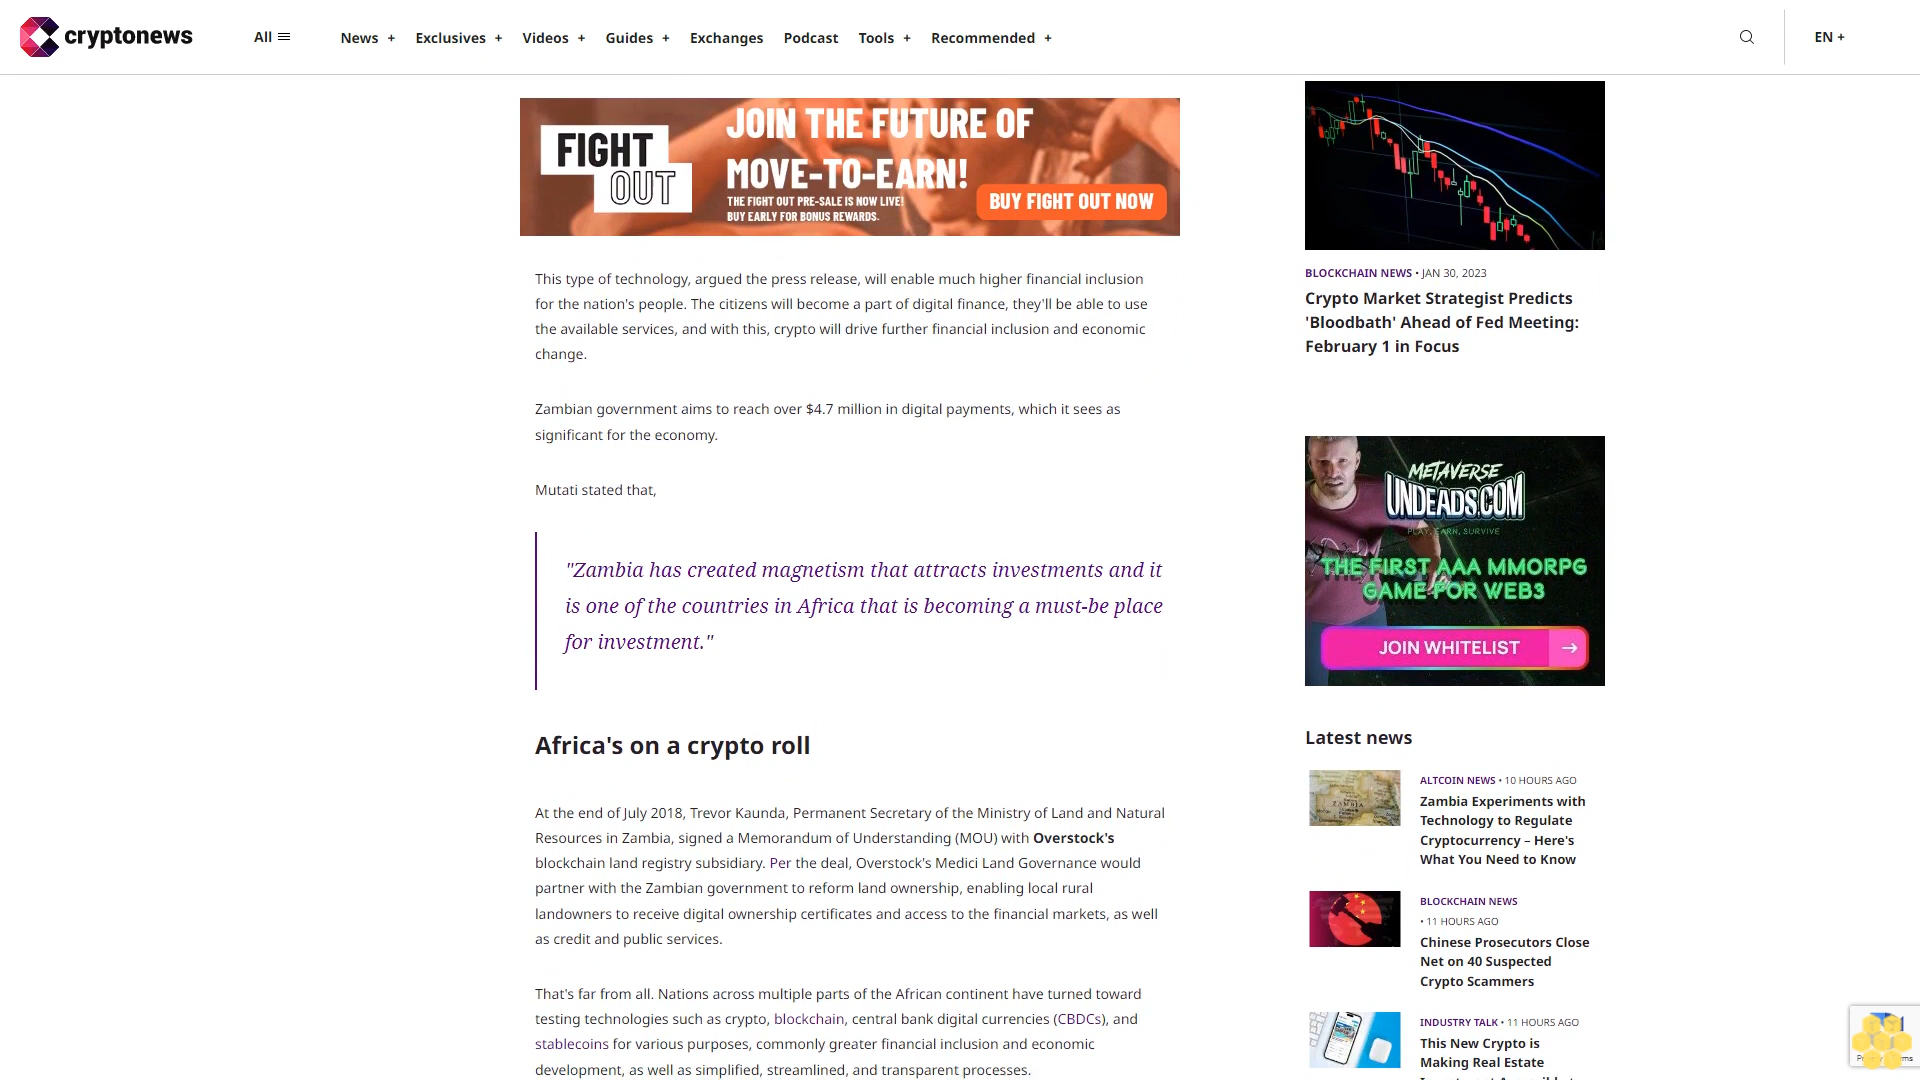 cryptonews
All
News +
Exclusives +
Videos +
Guides +
Exchanges
Podcast
Tools +
Recommended +
EN +
FIGHT
OUT
JOIN THE FUTURE OF
MOVE-TO-EARN!
THE FIGHT OUT PRE-SALE IS NOW LIVE!
BUY EARLY FOR BONUS REWARDS.
BUY FIGHT OUT NOW
This type of technology, argued the press release, will enable much higher financial inclusion
for the nation's people. The citizens will become a part of digital finance, they'll be able to use
the available services, and with this, crypto will drive further financial inclusion and economic
change.
Zambian government aims to reach over $4.7 million in digital payments, which it sees as
significant for the economy.
Mutati stated that,
"Zambia has created magnetism that attracts investments and it
is one of the countries in Africa that is becoming a must-be place
for investment."
Africa's on a crypto roll
At the end of July 2018, Trevor Kaunda, Permanent Secretary of the Ministry of Land and Natural
Resources in Zambia, signed a Memorandum of Understanding (MOU) with Overstock's
blockchain land registry subsidiary. Per the deal, Overstock's Medici Land Governance would
partner with the Zambian government to reform land ownership, enabling local rural
landowners to receive digital ownership certificates and access to the financial markets, as well
as credit and public services.
That's far from all. Nations across multiple parts of the African continent have turned toward
testing technologies such as crypto, blockchain, central bank digital currencies (CBDCs), and
stablecoins for various purposes, commonly greater financial inclusion and economic
development, as well as simplified, streamlined, and transparent processes.
BLOCKCHAIN NEWS • JAN 30, 2023
Crypto Market Strategist Predicts
'Bloodbath' Ahead of Fed Meeting:
February 1 in Focus
METAVERSE
UNDEADS.COM
PLAY, EARN, SURVIVE
THE FIRST AAA MMORPG
GAME FOR WEB3
JOIN WHITELIST →
Latest news
ALTCOIN NEWS • 10 HOURS AGO
Zambia Experiments with
Technology to Regulate
Cryptocurrency – Here's
What You Need to Know
ZAMBIA
BLOCKCHAIN NEWS
• 11 HOURS AGO
Chinese Prosecutors Close
Net on 40 Suspected
Crypto Scammers
INDUSTRY TALK • 11 HOURS AGO
This New Crypto is
Making Real Estate